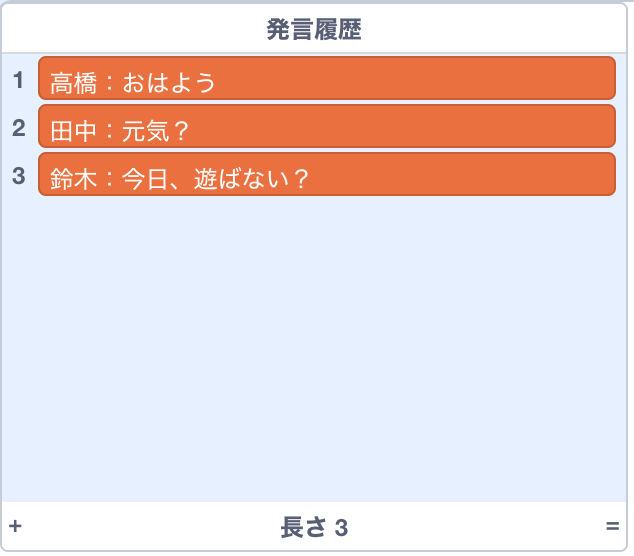 発言履歴
1 高橋：おはよう
2 田中：元気？
3 鈴木：今日、遊ばない？
+ 長さ 3 =